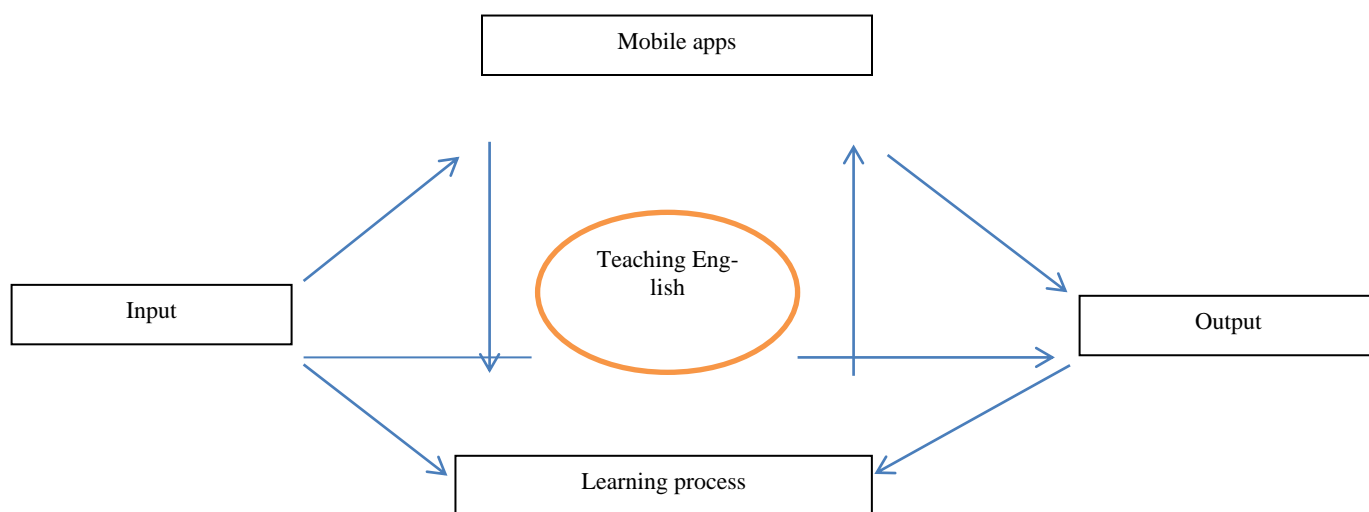 Mobile apps
Teaching Eng-
lish
Input
Output
Learning process